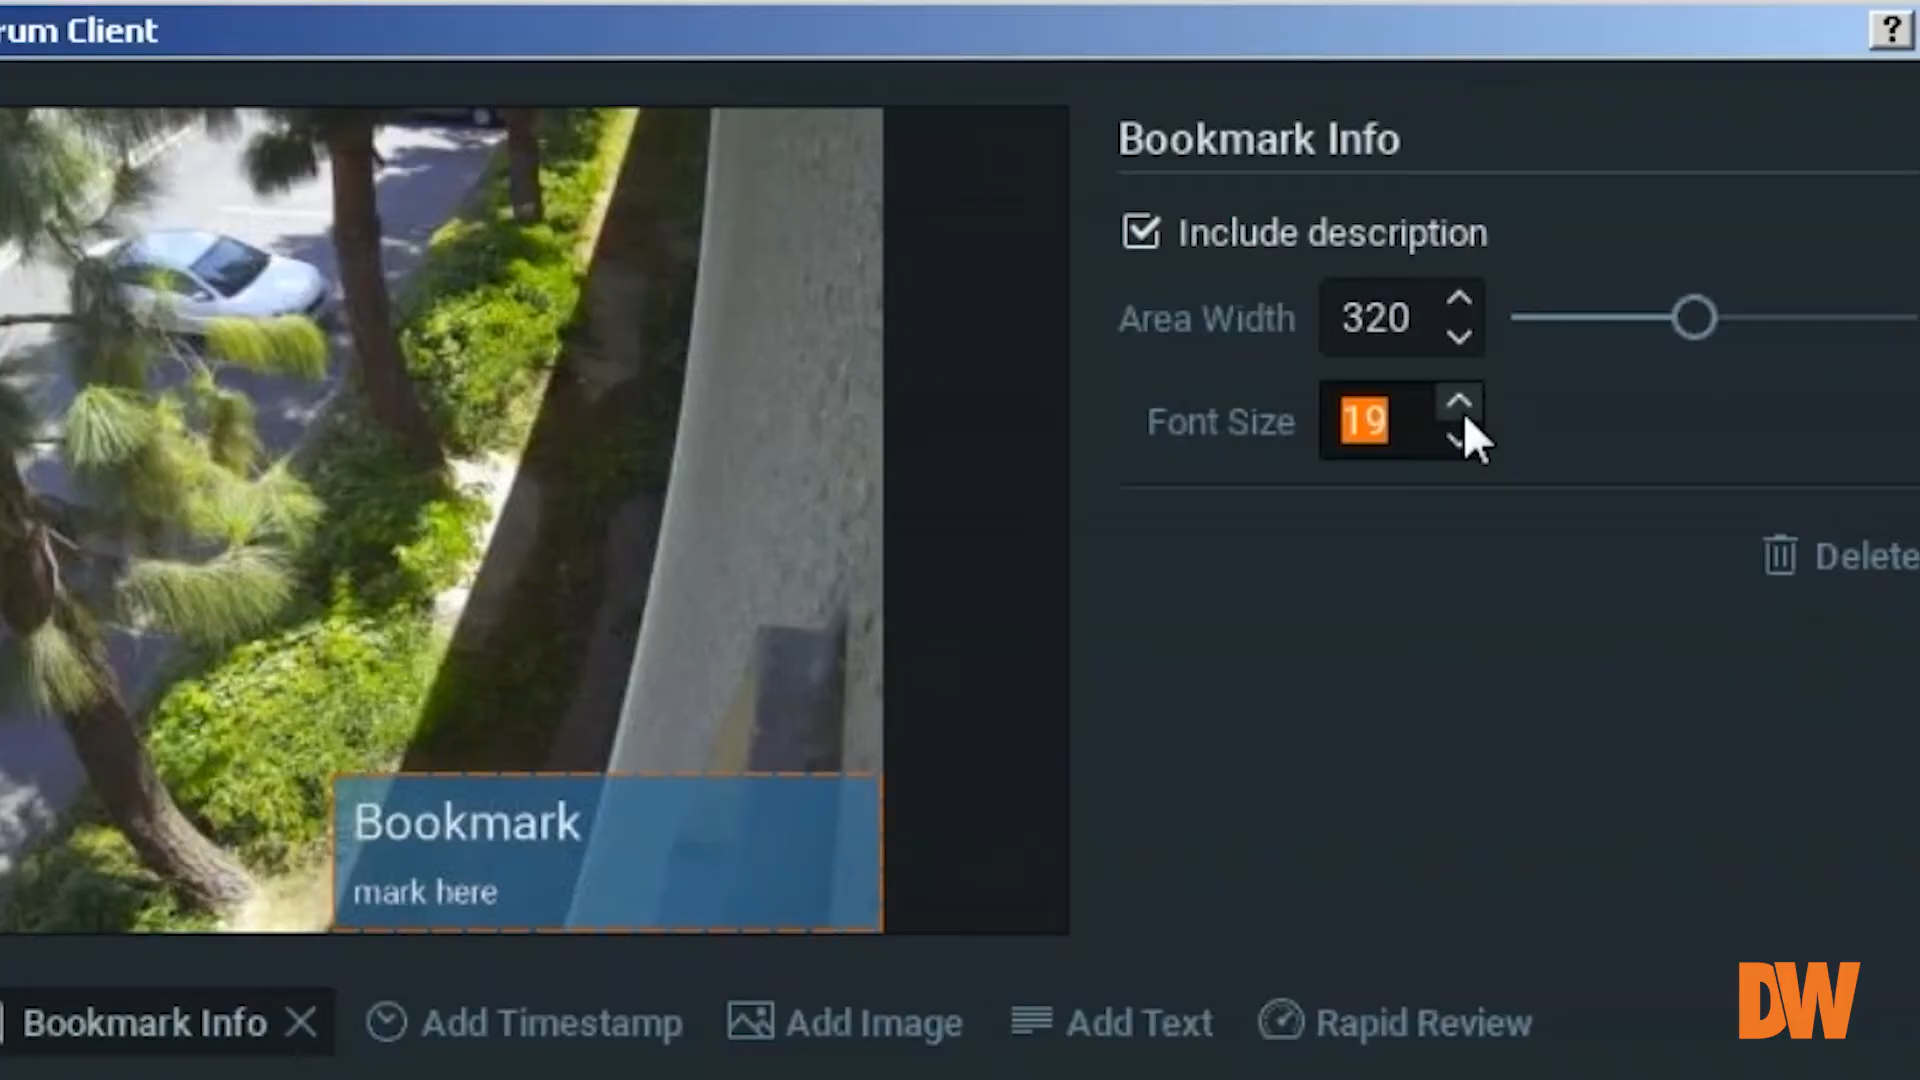 rum Client
?
Bookmark Info
Include description
Area Width 320
Font Size 19
Delete
Bookmark
mark here
Bookmark Info
Add Timestamp
Add Image
Add Text
Rapid Review
DW